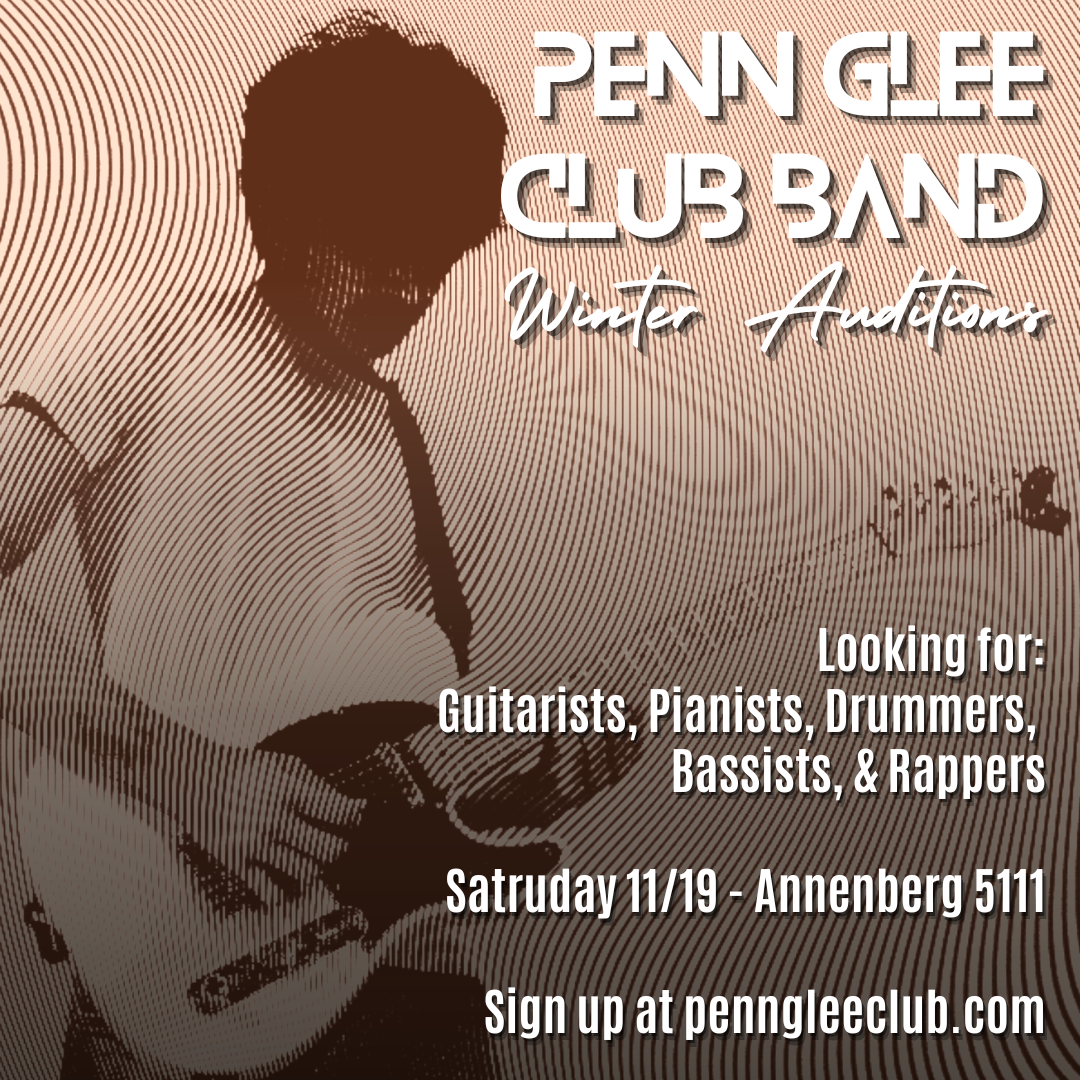 PENN GLEE
CLUB BAND
Winter Auditions
Looking for:
Guitarists, Pianists, Drummers,
Bassists, & Rappers
Satruday 11/19 - Annenberg 5111
Sign up at penngleeclub.com